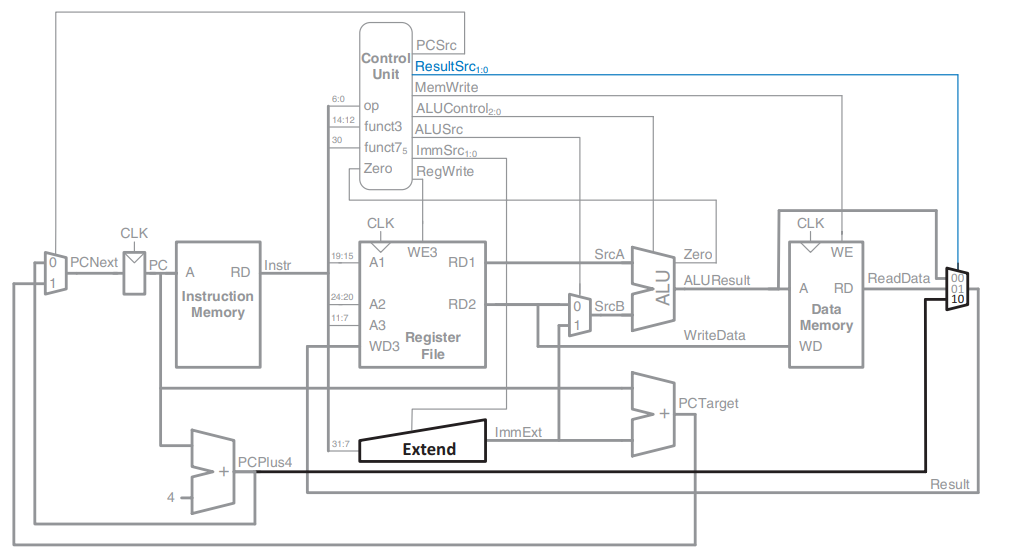 PCSrc
Control
Unit
ResultSrc1:0
MemWrite
6:0
op
ALUControl2:0
14:12
funct3
ALUSrc
30
funct75
ImmSrc1:0
Zero
RegWrite
CLK
CLK
CLK
0
1
PCNext
PC
A
RD
Instr
Instruction
Memory
19:15
A1
WE3
RD1
24:20
A2
RD2
11:7
A3
WD3
Register
File
SrcA
0
1
SrcB
ALU
Zero
ALUResult
WE
A
RD
ReadData
Data
Memory
WD
WriteData
00
01
10
31:7
Extend
ImmExt
+
PCTarget
4
+
PCPlus4
Result